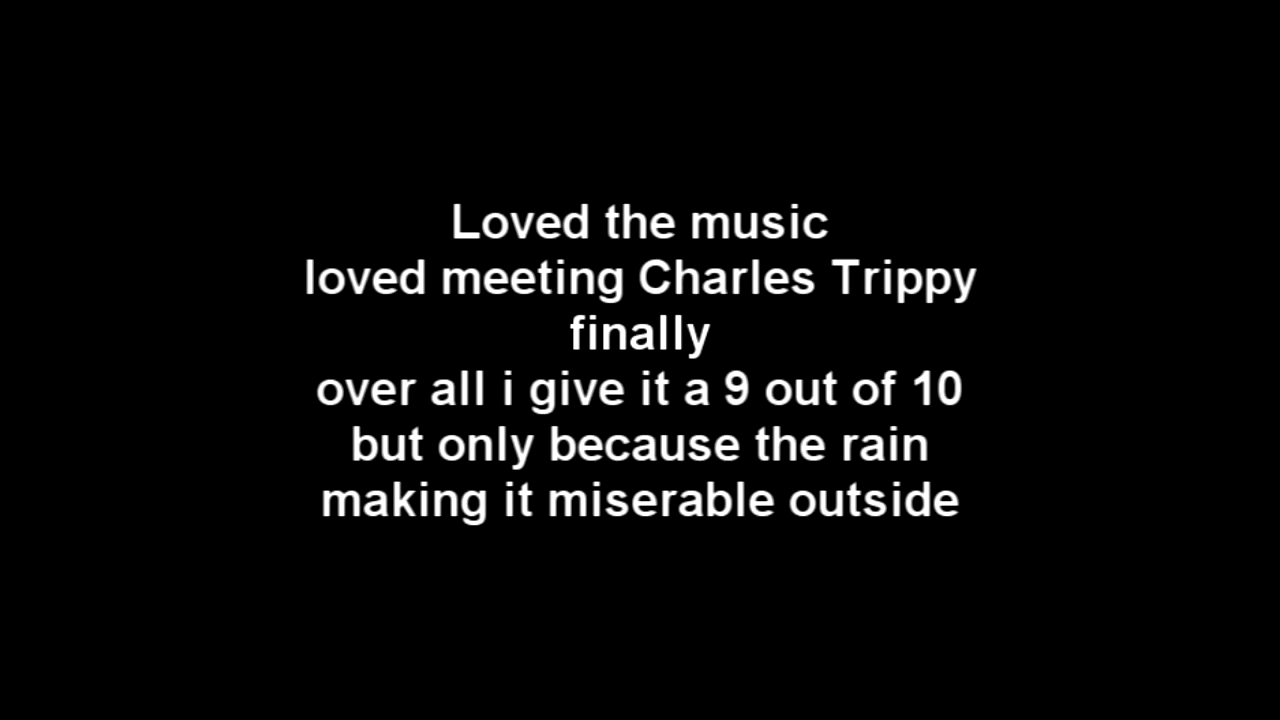 Loved the music
loved meeting Charles Trippy
finally
over all i give it a 9 out of 10
but only because the rain
making it miserable outside